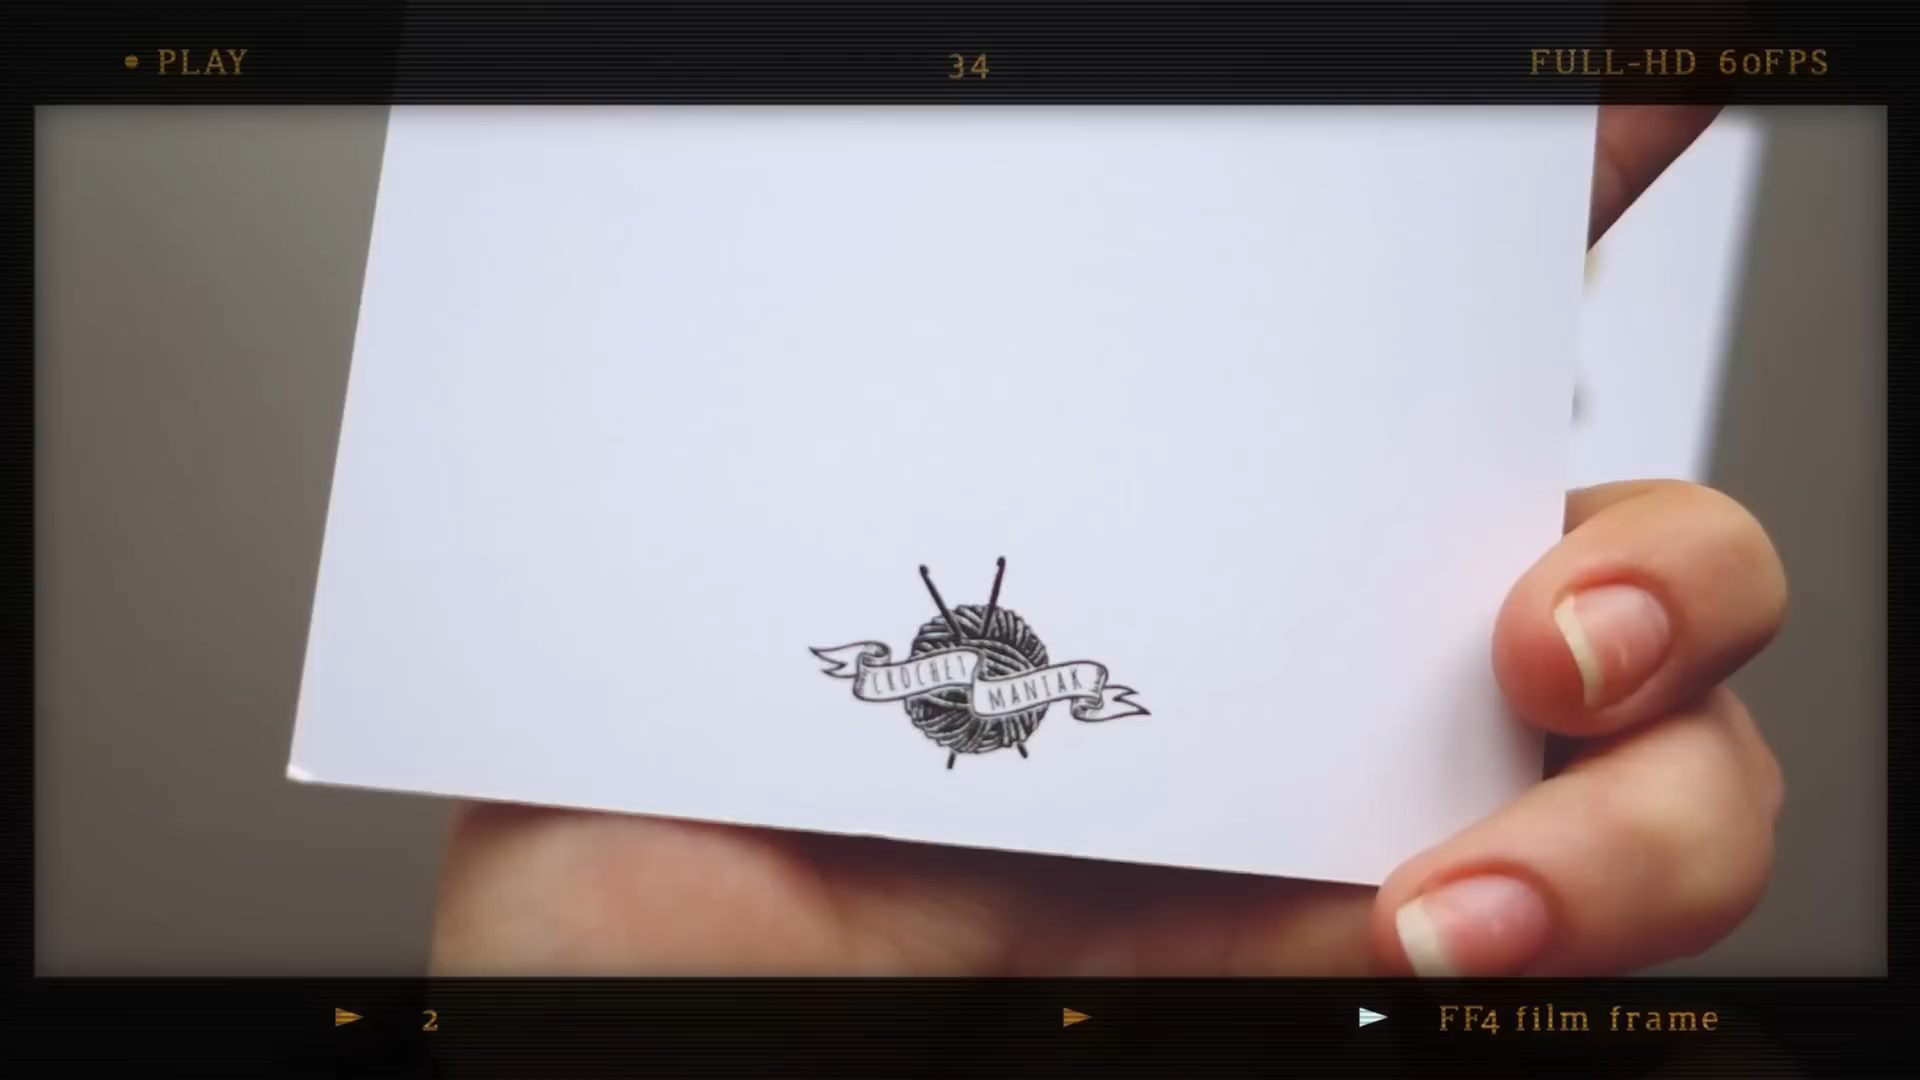 • PLAY
34
FULL-HD 60FPS
CROCHET
MANIAK
2
FF4 film frame